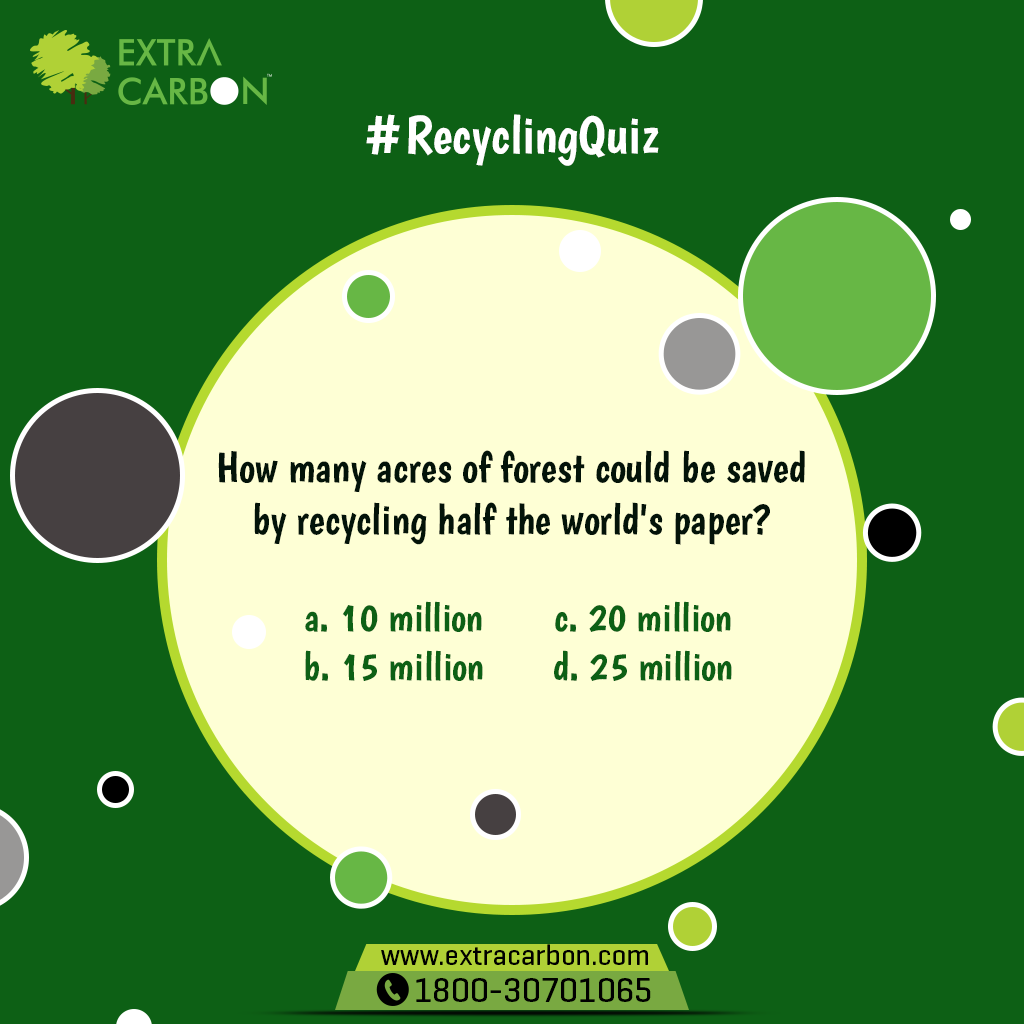 EXTRA
CARBON™
#RecyclingQuiz
How many acres of forest could be saved
by recycling half the world's paper?
a. 10 million
b. 15 million
c. 20 million
d. 25 million
www.extracarbon.com
1800-30701065